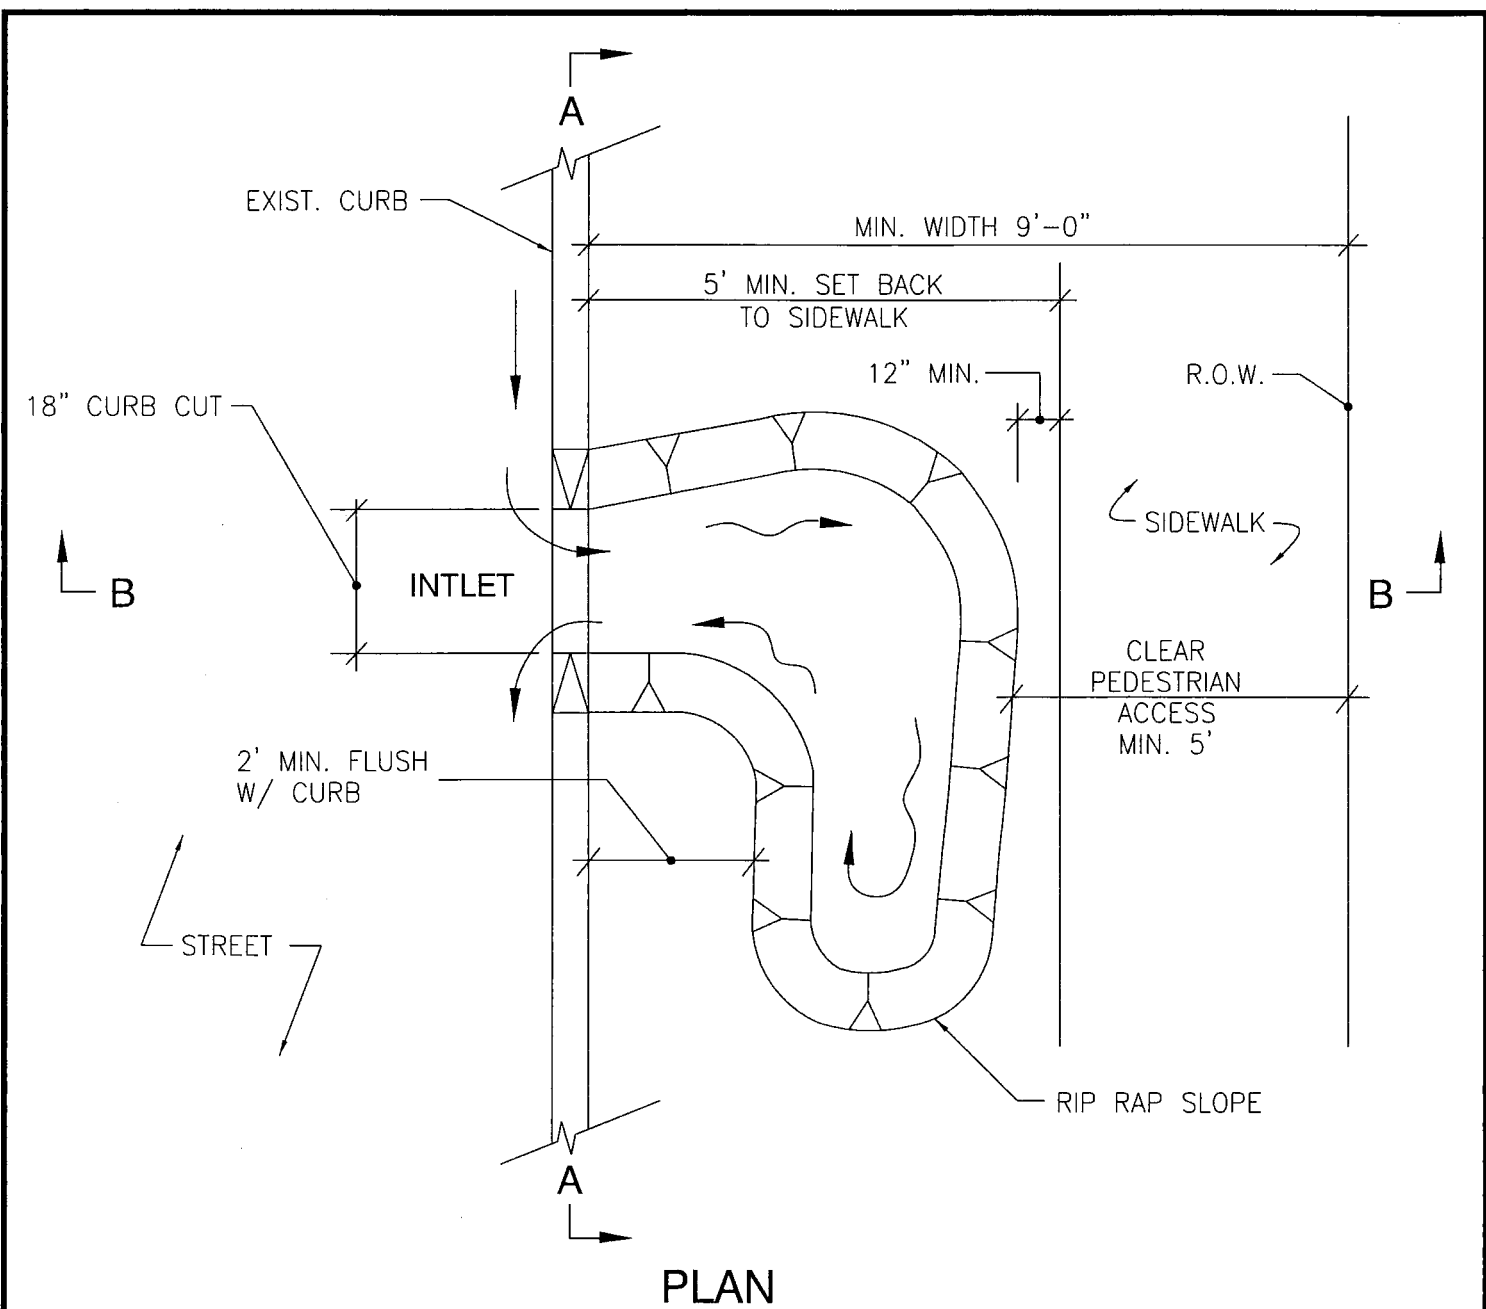 A
EXIST. CURB
MIN. WIDTH 9'-0"
5' MIN. SET BACK
TO SIDEWALK
12" MIN.
R.O.W.
18" CURB CUT
SIDEWALK
B
INTLET
B
CLEAR
PEDESTRIAN
ACCESS
MIN. 5'
2' MIN. FLUSH
W/ CURB
STREET
RIP RAP SLOPE
A
PLAN